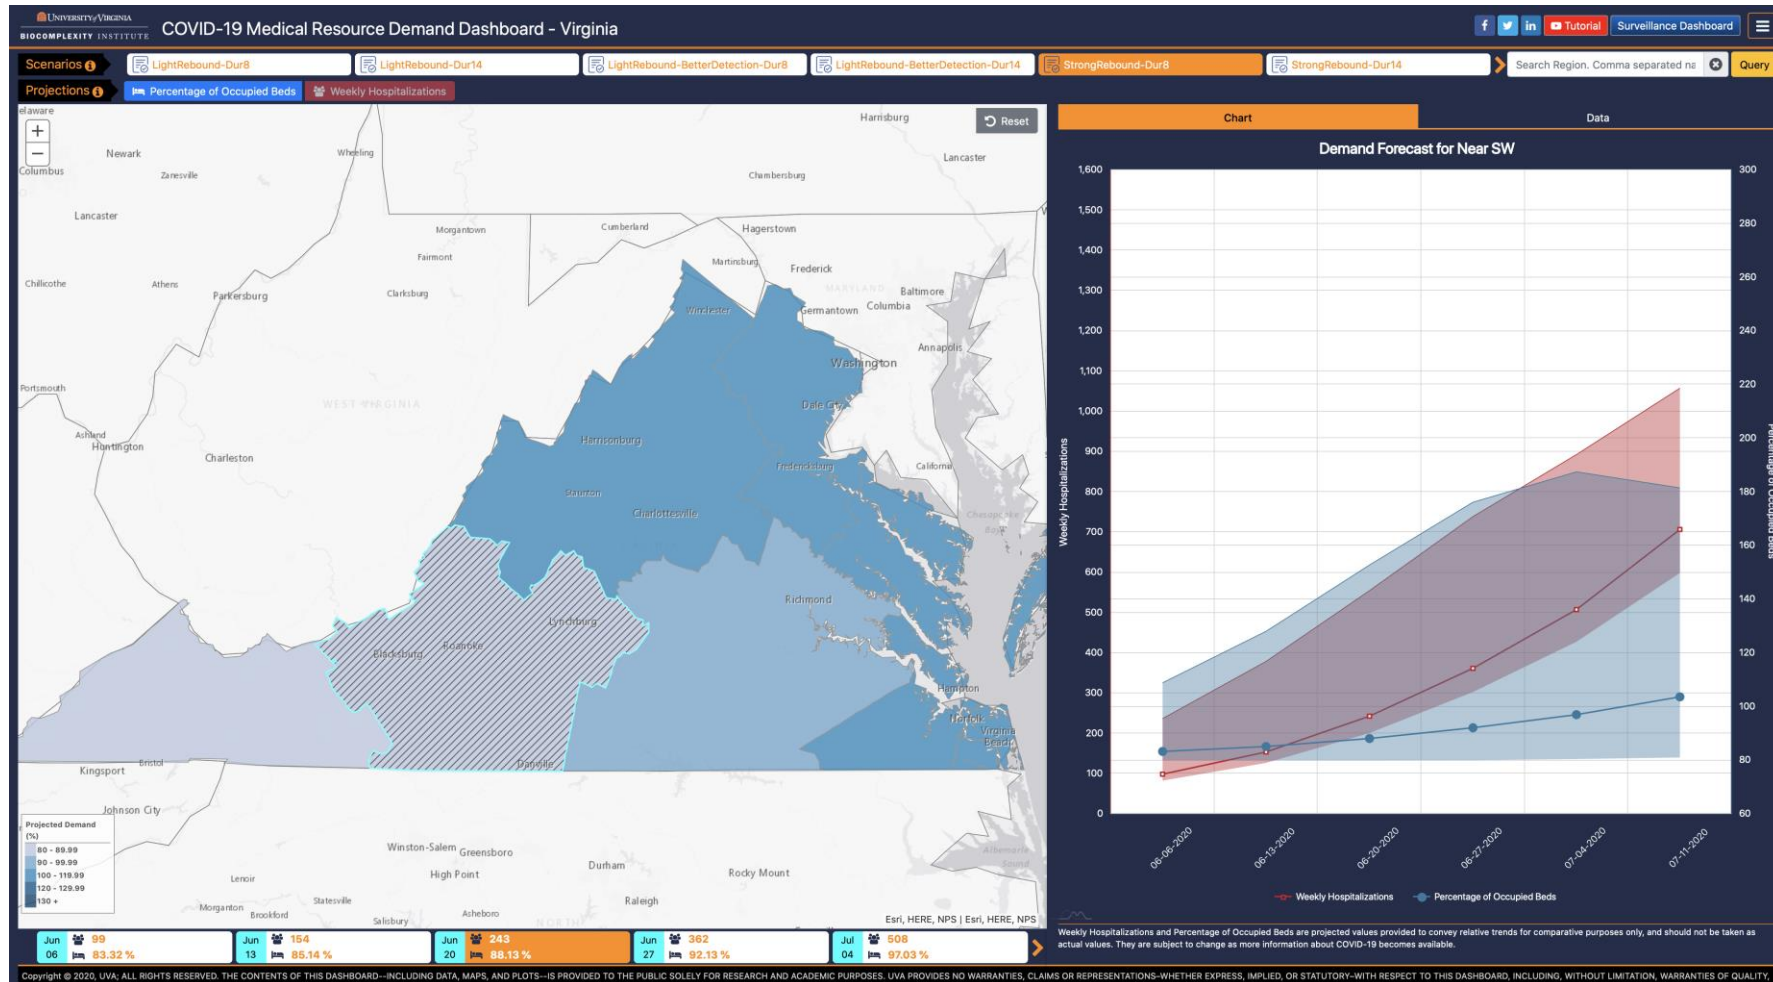 UNIVERSITY of VIRGINIA
BIOCOMPLEXITY INSTITUTE
COVID-19 Medical Resource Demand Dashboard - Virginia
Tutorial
Surveillance Dashboard
Scenarios
LightRebound-Dur8
LightRebound-Dur14
LightRebound-BetterDetection-Dur8
LightRebound-BetterDetection-Dur14
StrongRebound-Dur8
StrongRebound-Dur14
Search Region. Comma separated na
Query
Projections
Percentage of Occupied Beds
Weekly Hospitalizations
elaware
Harrisburg
Reset
+
−
Newark
Wheeling
Lancaster
Columbus
Zanesville
Chambersburg
Lancaster
Morgantown
Cumberland
Hagerstown
Fairmont
Martinsburg
Frederick
Chillicothe
Athens
Parkersburg
Clarksburg
MARYLAND
Baltimore
Winchester
Germantown
Columbia
Annapolis
Washington
Portsmouth
WEST VIRGINIA
Dale City
Ashland
Huntington
Harrisonburg
Charleston
Fredericksburg
California
Staunton
Charlottesville
Chesapeake
Bay
Richmond
Lynchburg
Blacksburg
Roanoke
Hampton
Norfolk
Virginia
Beach
Kingsport
Bristol
Danville
Johnson City
Projected Demand
(%)
80 - 89.99
90 - 99.99
100 - 119.99
120 - 129.99
130 +
Winston-Salem
Greensboro
Albemarle
Sound
High Point
Durham
Rocky Mount
Lenoir
Morganton
Statesville
Raleigh
Brookford
Salisbury
Asheboro
NORTH
Esri, HERE, NPS | Esri, HERE, NPS
Jun
06
99
83.32 %
Jun
13
154
85.14 %
Jun
20
243
88.13 %
Jun
27
362
92.13 %
Jul
04
508
97.03 %
Chart
Data
Demand Forecast for Near SW
1,600
1,500
1,400
1,300
1,200
1,100
1,000
900
800
700
600
500
400
300
200
100
0
Weekly Hospitalizations
300
280
260
240
220
200
180
160
140
120
100
80
60
Percentage of Occupied Beds
06-06-2020
06-13-2020
06-20-2020
06-27-2020
07-04-2020
07-11-2020
Weekly Hospitalizations
Percentage of Occupied Beds
Weekly Hospitalizations and Percentage of Occupied Beds are projected values provided to convey relative trends for comparative purposes only, and should not be taken as
actual values. They are subject to change as more information about COVID-19 becomes available.
Copyright © 2020, UVA; ALL RIGHTS RESERVED. THE CONTENTS OF THIS DASHBOARD--INCLUDING DATA, MAPS, AND PLOTS--IS PROVIDED TO THE PUBLIC SOLELY FOR RESEARCH AND ACADEMIC PURPOSES. UVA PROVIDES NO WARRANTIES, CLAIMS OR REPRESENTATIONS–WHETHER EXPRESS, IMPLIED, OR STATUTORY–WITH RESPECT TO THIS DASHBOARD, INCLUDING, WITHOUT LIMITATION, WARRANTIES OF QUALITY,